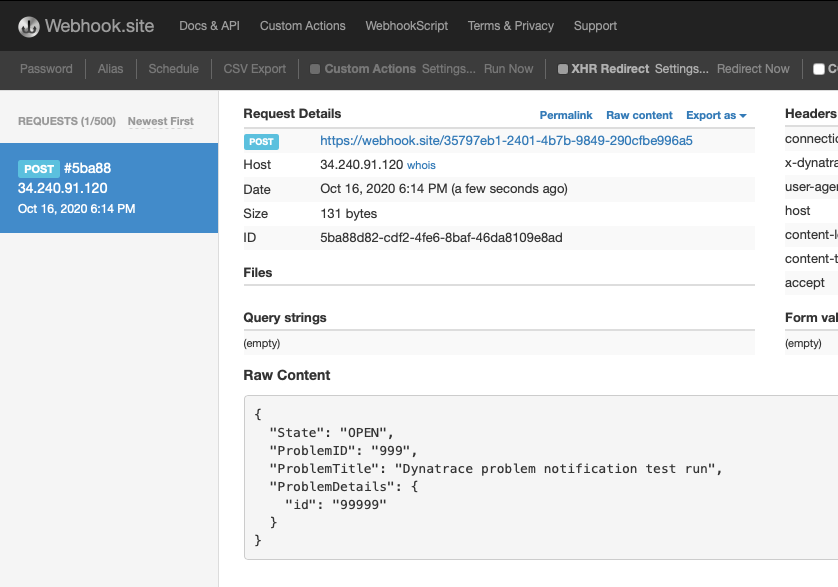 Webhook.site Docs & API Custom Actions WebhookScript Terms & Privacy Support
Password Alias Schedule CSV Export Custom Actions Settings... Run Now XHR Redirect Settings... Redirect Now C
REQUESTS (1/500) Newest First
POST #5ba88
34.240.91.120
Oct 16, 2020 6:14 PM
Request Details Permalink Raw content Export as
POST https://webhook.site/35797eb1-2401-4b7b-9849-290cfbe996a5
Host 34.240.91.120 whois
Date Oct 16, 2020 6:14 PM (a few seconds ago)
Size 131 bytes
ID 5ba88d82-cdf2-4fe6-8baf-46da8109e8ad
Files
Query strings
(empty)
Headers
connectio
x-dynatra
user-agen
host
content-l
content-t
accept
Form val
(empty)
Raw Content
{
  "State": "OPEN",
  "ProblemID": "999",
  "ProblemTitle": "Dynatrace problem notification test run",
  "ProblemDetails": {
    "id": "99999"
  }
}